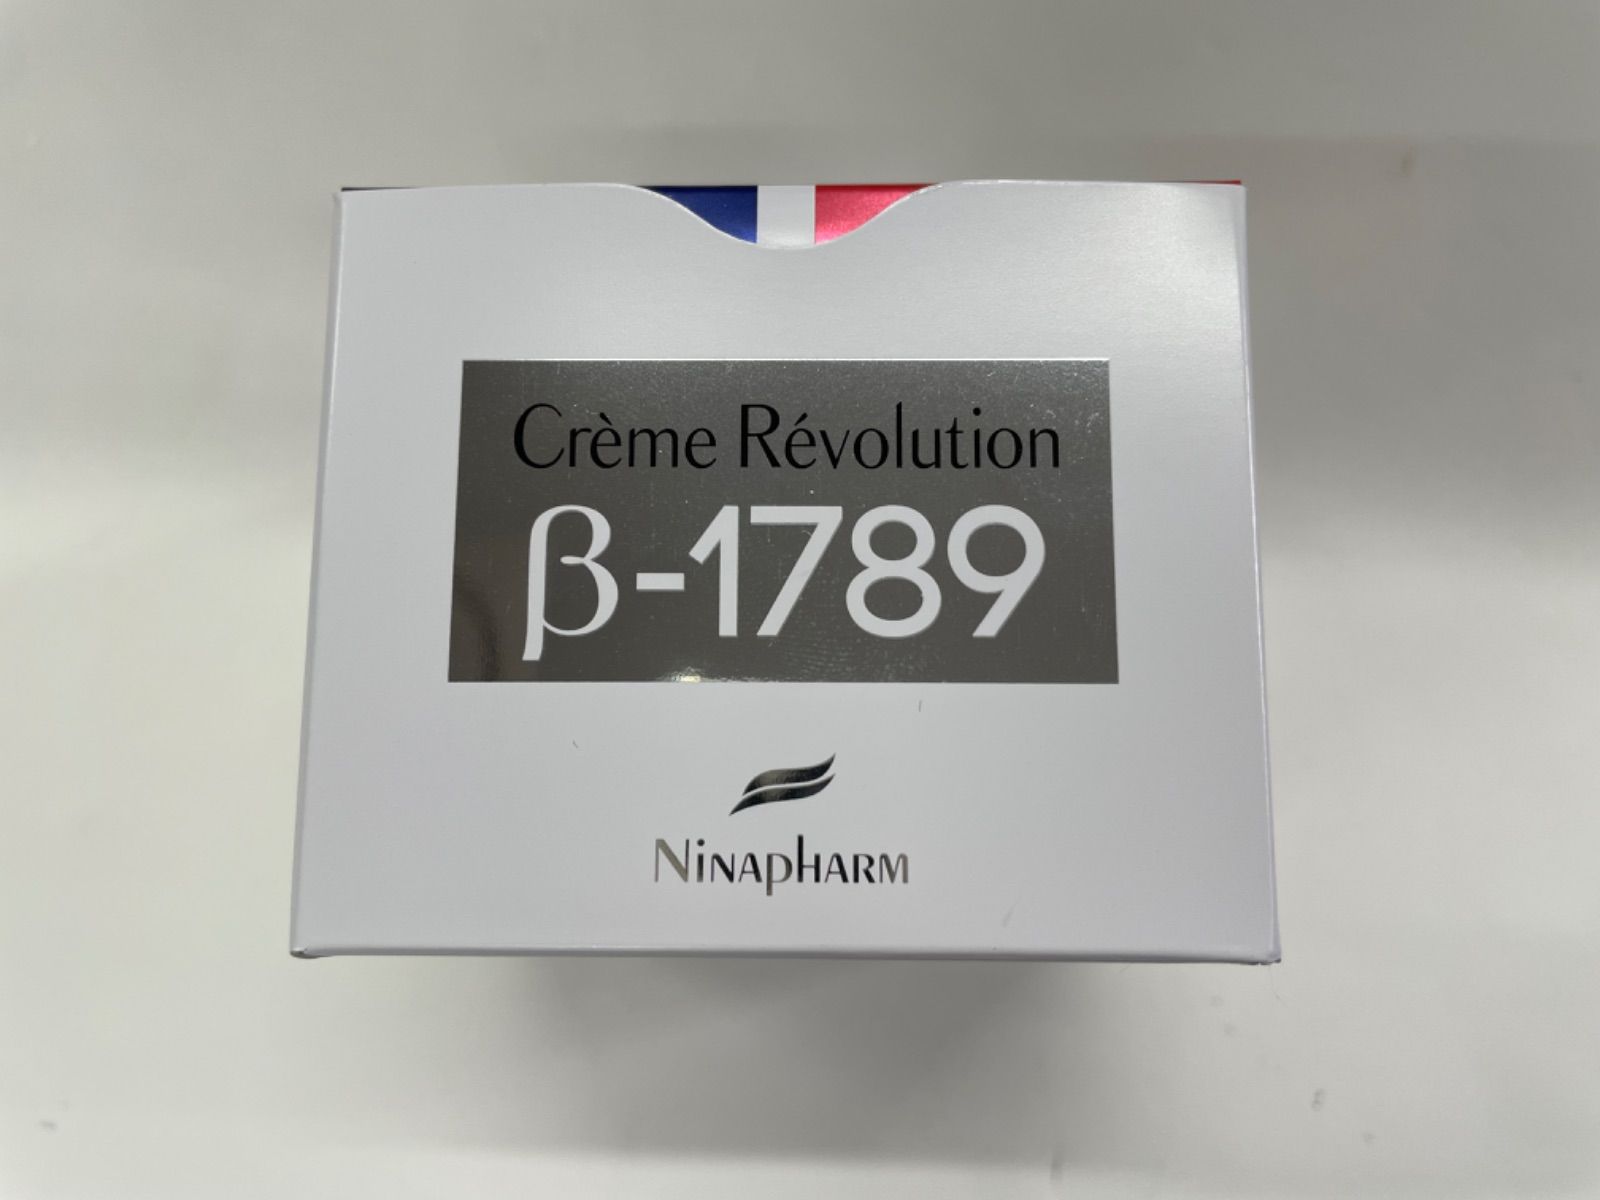 Crème Révolution
β-1789
NINAPHARM